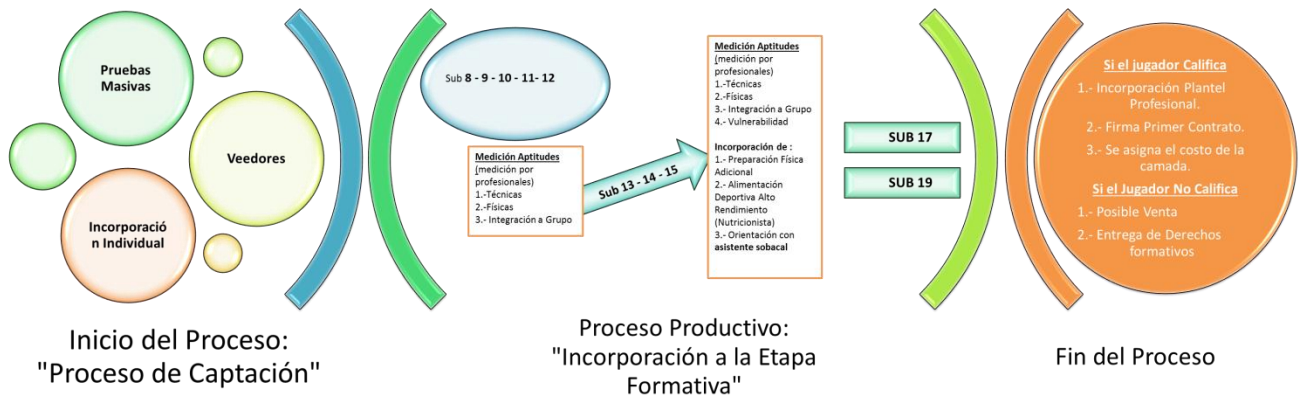 Pruebas
Masivas
Veedores
Incorporació
n Individual
Inicio del Proceso:
"Proceso de Captación"
Sub 8 - 9 - 10 - 11- 12
Medición Aptitudes
(medición por
profesionales)
1.-Técnicas
2.-Físicas
3.- Integración a Grupo
Sub 13 - 14 - 15
Medición Aptitudes
(medición por
profesionales)
1.-Técnicas
2.-Físicas
3.- Integración a Grupo
4.- Vulnerabilidad
Incorporación de :
1.- Preparación Física
Adicional
2.- Alimentación
Deportiva Alto
Rendimiento
(Nutricionista)
3.- Orientación con
asistente sobacal
SUB 17
SUB 19
Proceso Productivo:
"Incorporación a la Etapa
Formativa"
Si el jugador Califica
1.- Incorporación Plantel
Profesional.
2.- Firma Primer Contrato.
3.- Se asigna el costo de la
camada.
Si el Jugador No Califica
1.- Posible Venta
2.- Entrega de Derechos
formativos
Fin del Proceso